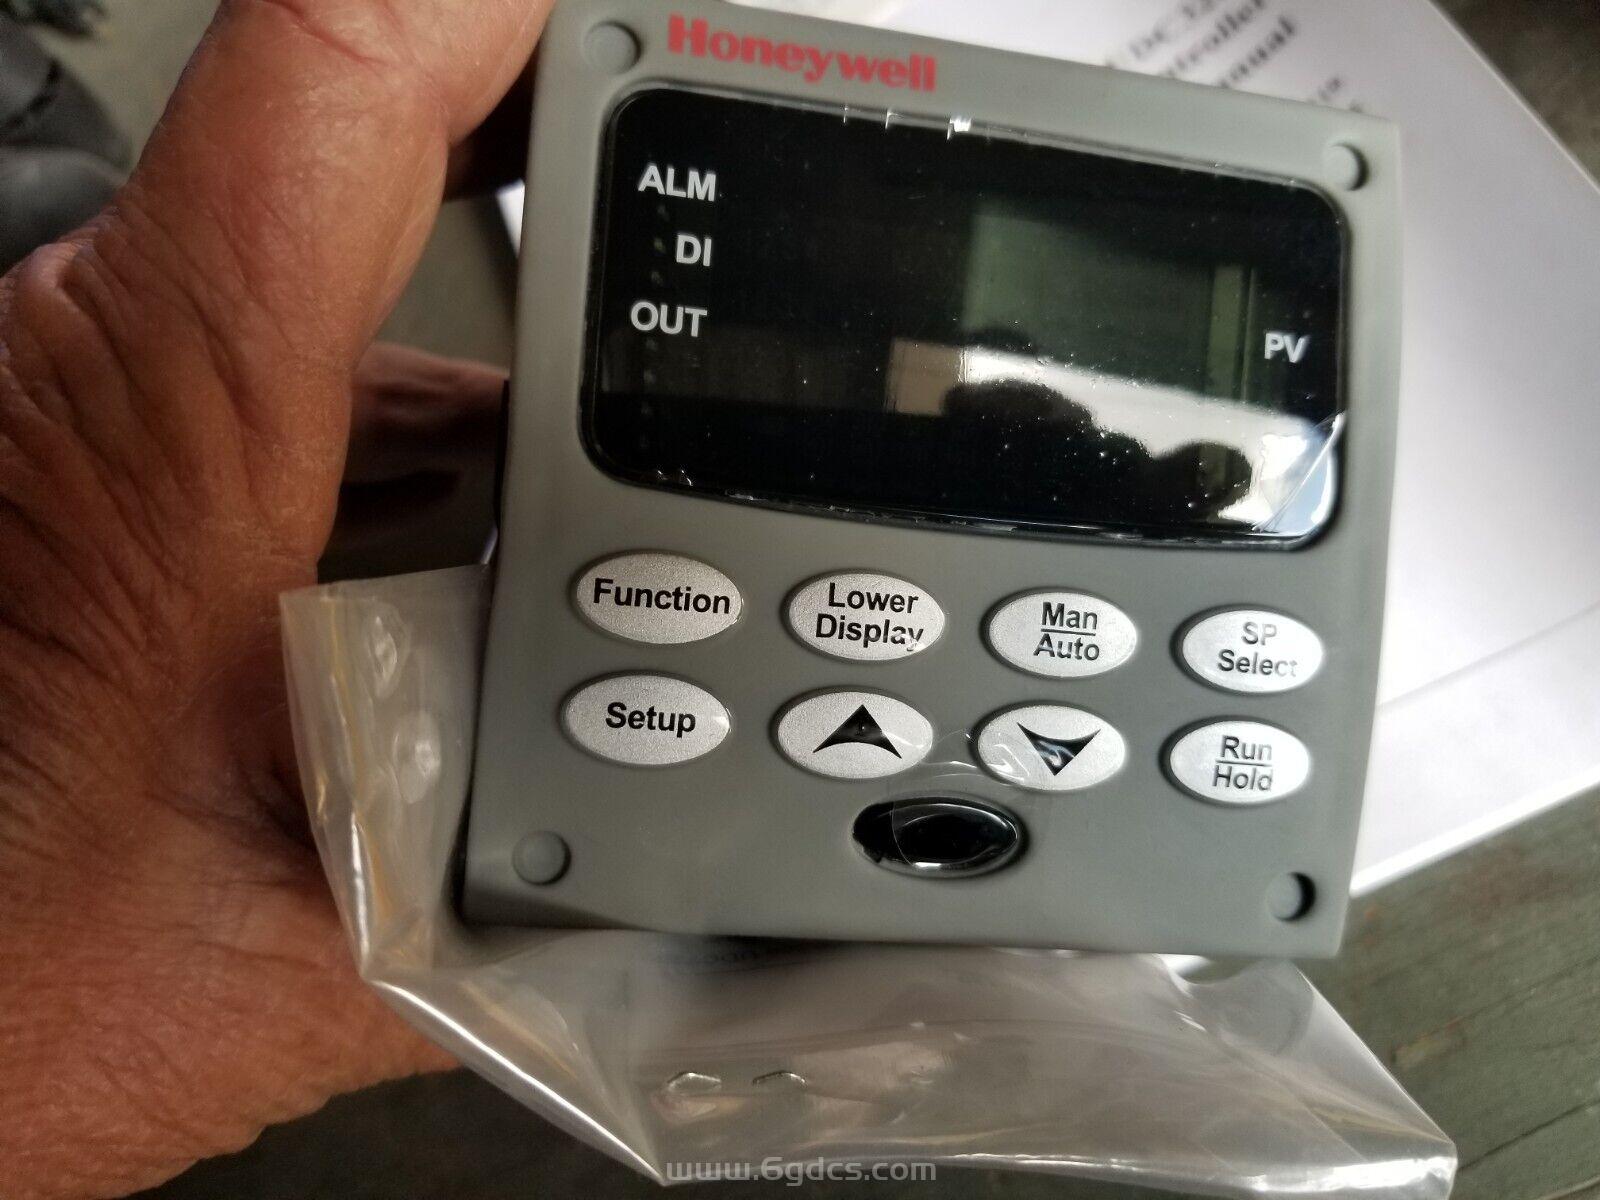 Honeywell
ALM
DI
OUT
PV
Function
Lower
Display
Man
Auto
SP
Select
Setup
Run
Hold
www.6gdcs.com